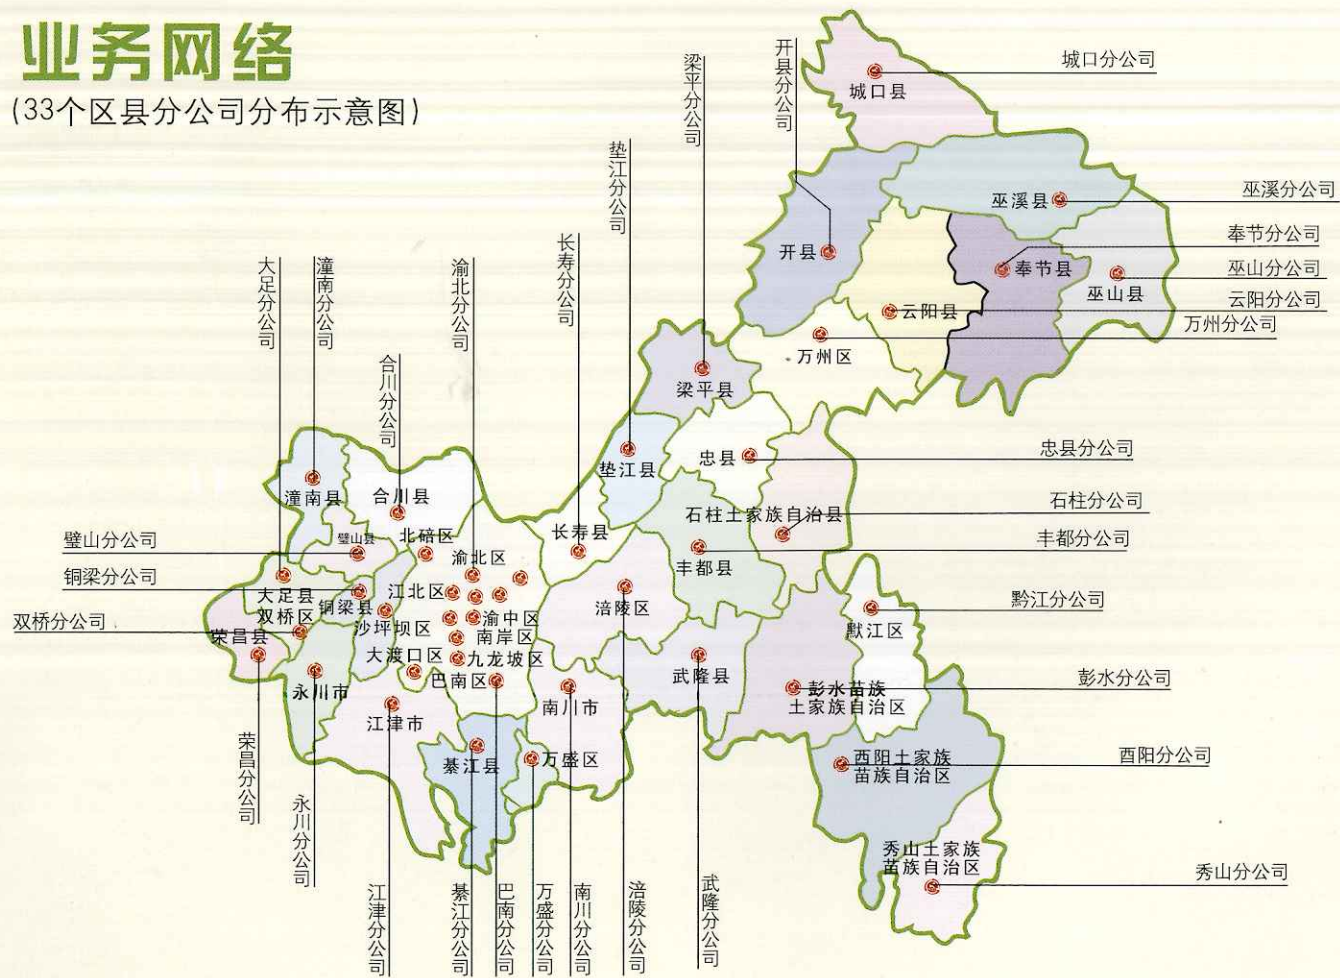 业务网络
(33个区县分公司分布示意图)
梁平分公司
开县分公司
城口分公司
城口县
垫江分公司
巫溪县
巫溪分公司
长寿分公司
奉节分公司
开县
奉节县
巫山分公司
巫山县
大足分公司
潼南分公司
渝北分公司
云阳分公司
云阳县
万州分公司
万州区
合川分公司
梁平县
忠县
忠县分公司
垫江县
潼南县
合川县
石柱分公司
石柱土家族自治县
长寿县
北碚区
璧山县
璧山分公司
丰都分公司
渝北区
丰都县
铜梁分公司
大足县
江北区
铜梁县
涪陵区
黔江分公司
双桥区
双桥分公司
沙坪坝区
渝中区
默江区
荣昌县
南岸区
大渡口区
九龙坡区
武隆县
彭水分公司
巴南区
永川市
彭水苗族
土家族自治区
江津市
南川市
荣昌分公司
綦江县
万盛区
酉阳分公司
酉阳土家族
苗族自治区
永川分公司
秀山土家族
苗族自治区
秀山分公司
江津分公司
綦江分公司
巴南分公司
万盛分公司
南川分公司
涪陵分公司
武隆分公司